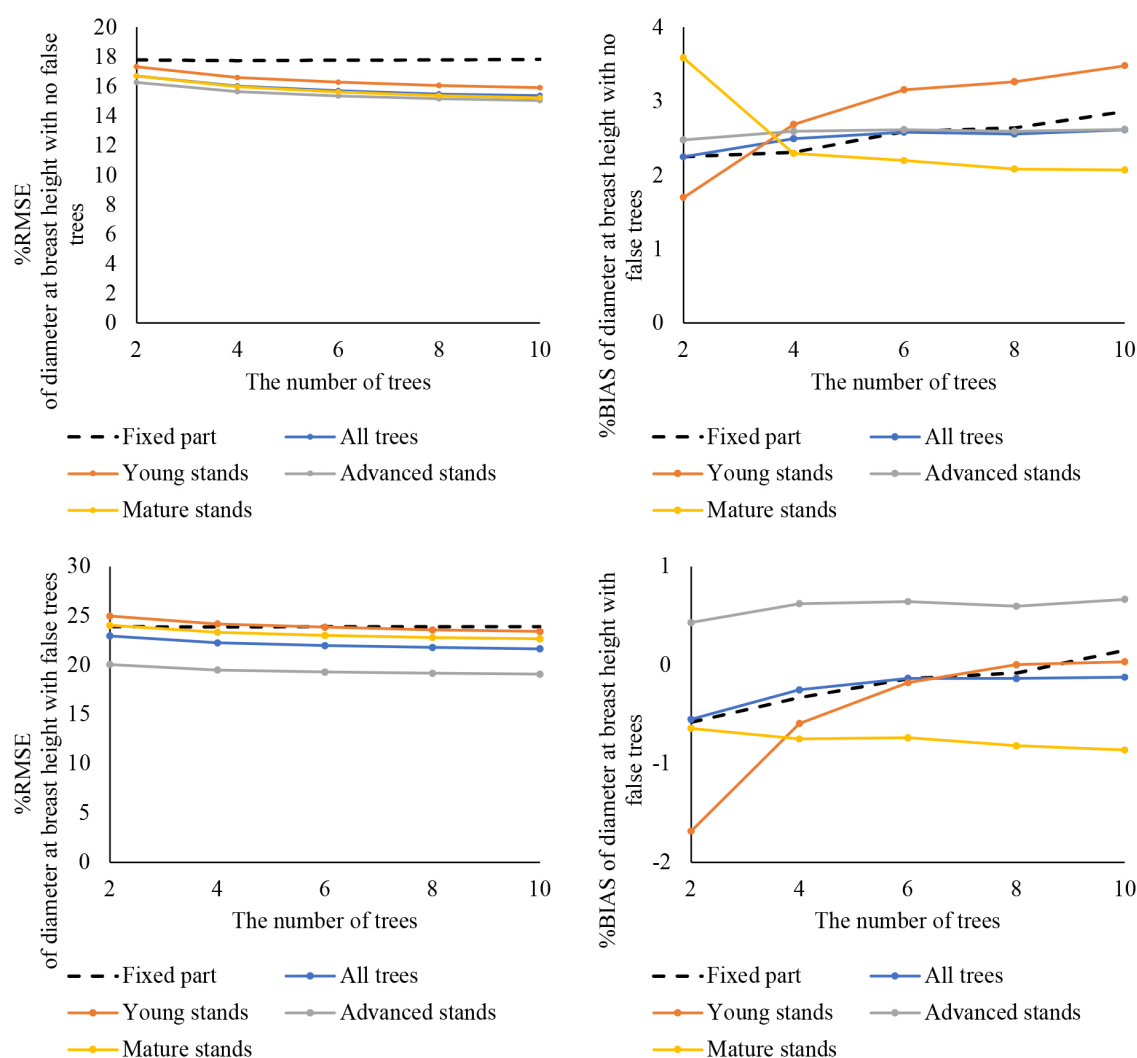 %RMSE
of diameter at breast height with no false
trees
20
18
16
14
12
10
8
6
4
2
0
2 4 6 8 10
The number of trees
Fixed part All trees
Young stands Advanced stands
Mature stands
%BIAS of diameter at breast height with no
false trees
4
3
2
1
0
2 4 6 8 10
The number of trees
Fixed part All trees
Young stands Advanced stands
Mature stands
%RMSE
of diameter at breast height with false trees
30
25
20
15
10
5
0
2 4 6 8 10
The number of trees
Fixed part All trees
Young stands Advanced stands
Mature stands
%BIAS of diameter at breast height with
false trees
1
0
-1
-2
2 4 6 8 10
The number of trees
Fixed part All trees
Young stands Advanced stands
Mature stands